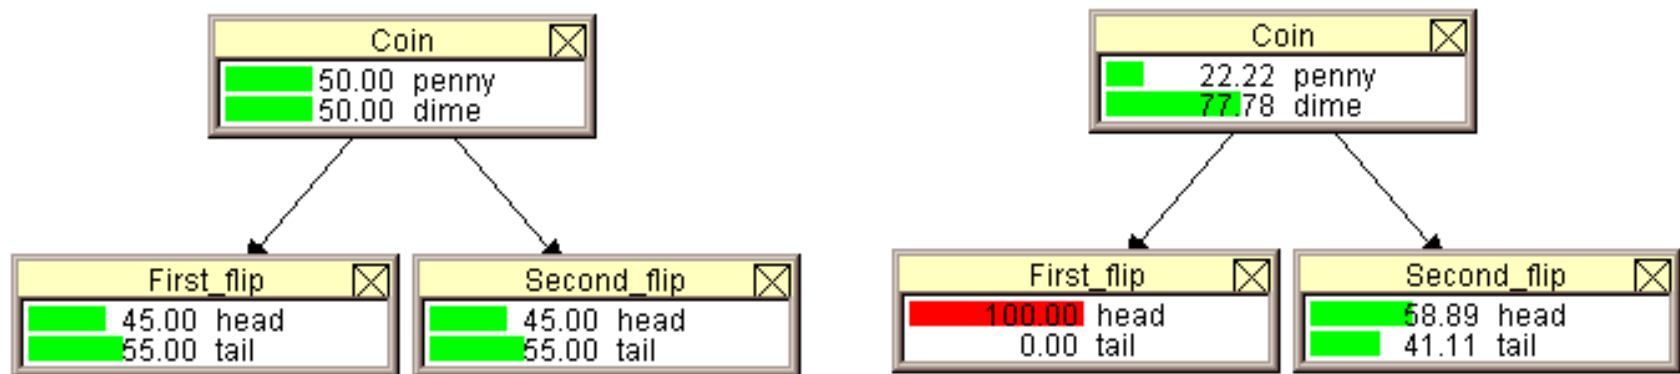 Coin
50.00 penny
50.00 dime
First_flip
45.00 head
55.00 tail
Second_flip
45.00 head
55.00 tail
Coin
22.22 penny
77.78 dime
First_flip
100.00 head
0.00 tail
Second_flip
58.89 head
41.11 tail